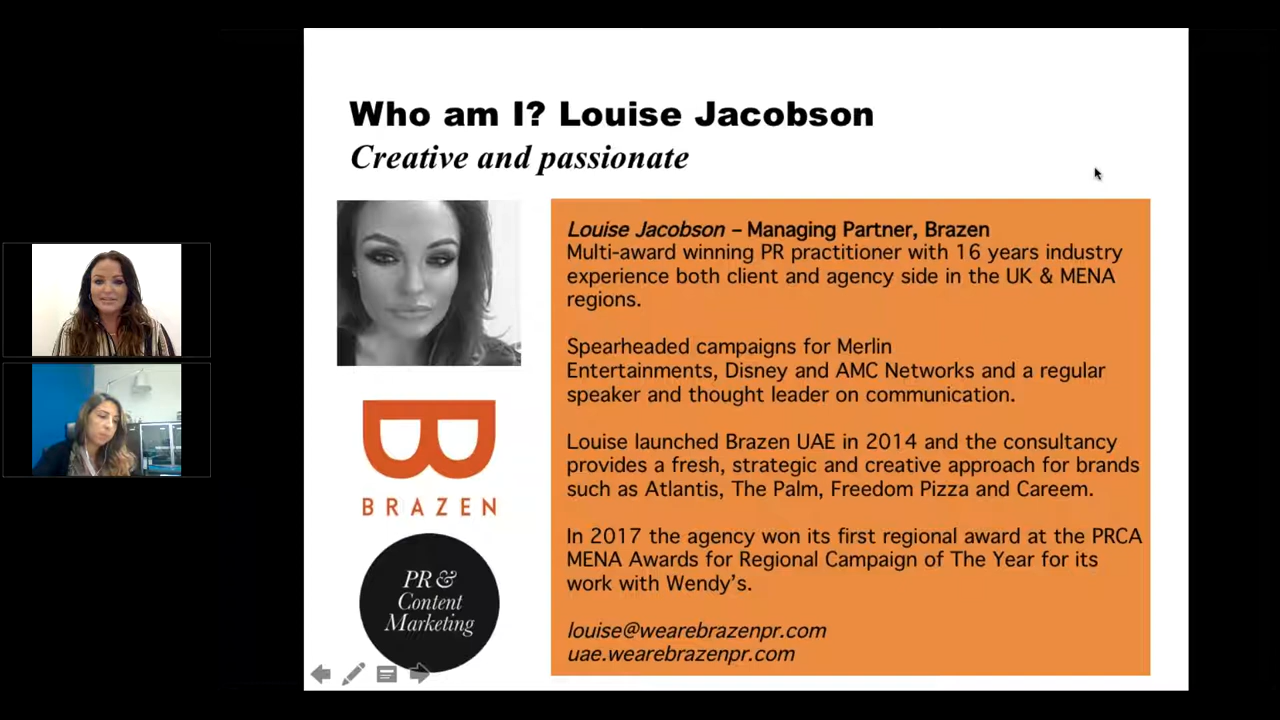 Who am I? Louise Jacobson
Creative and passionate
Louise Jacobson – Managing Partner, Brazen
Multi-award winning PR practitioner with 16 years industry
experience both client and agency side in the UK & MENA
regions.
Spearheaded campaigns for Merlin
Entertainments, Disney and AMC Networks and a regular
speaker and thought leader on communication.
Louise launched Brazen UAE in 2014 and the consultancy
provides a fresh, strategic and creative approach for brands
such as Atlantis, The Palm, Freedom Pizza and Careem.
In 2017 the agency won its first regional award at the PRCA
MENA Awards for Regional Campaign of The Year for its
work with Wendy’s.
louise@wearebrazenpr.com
uae.wearebrazenpr.com
B
BRAZEN
PR &
Content
Marketing